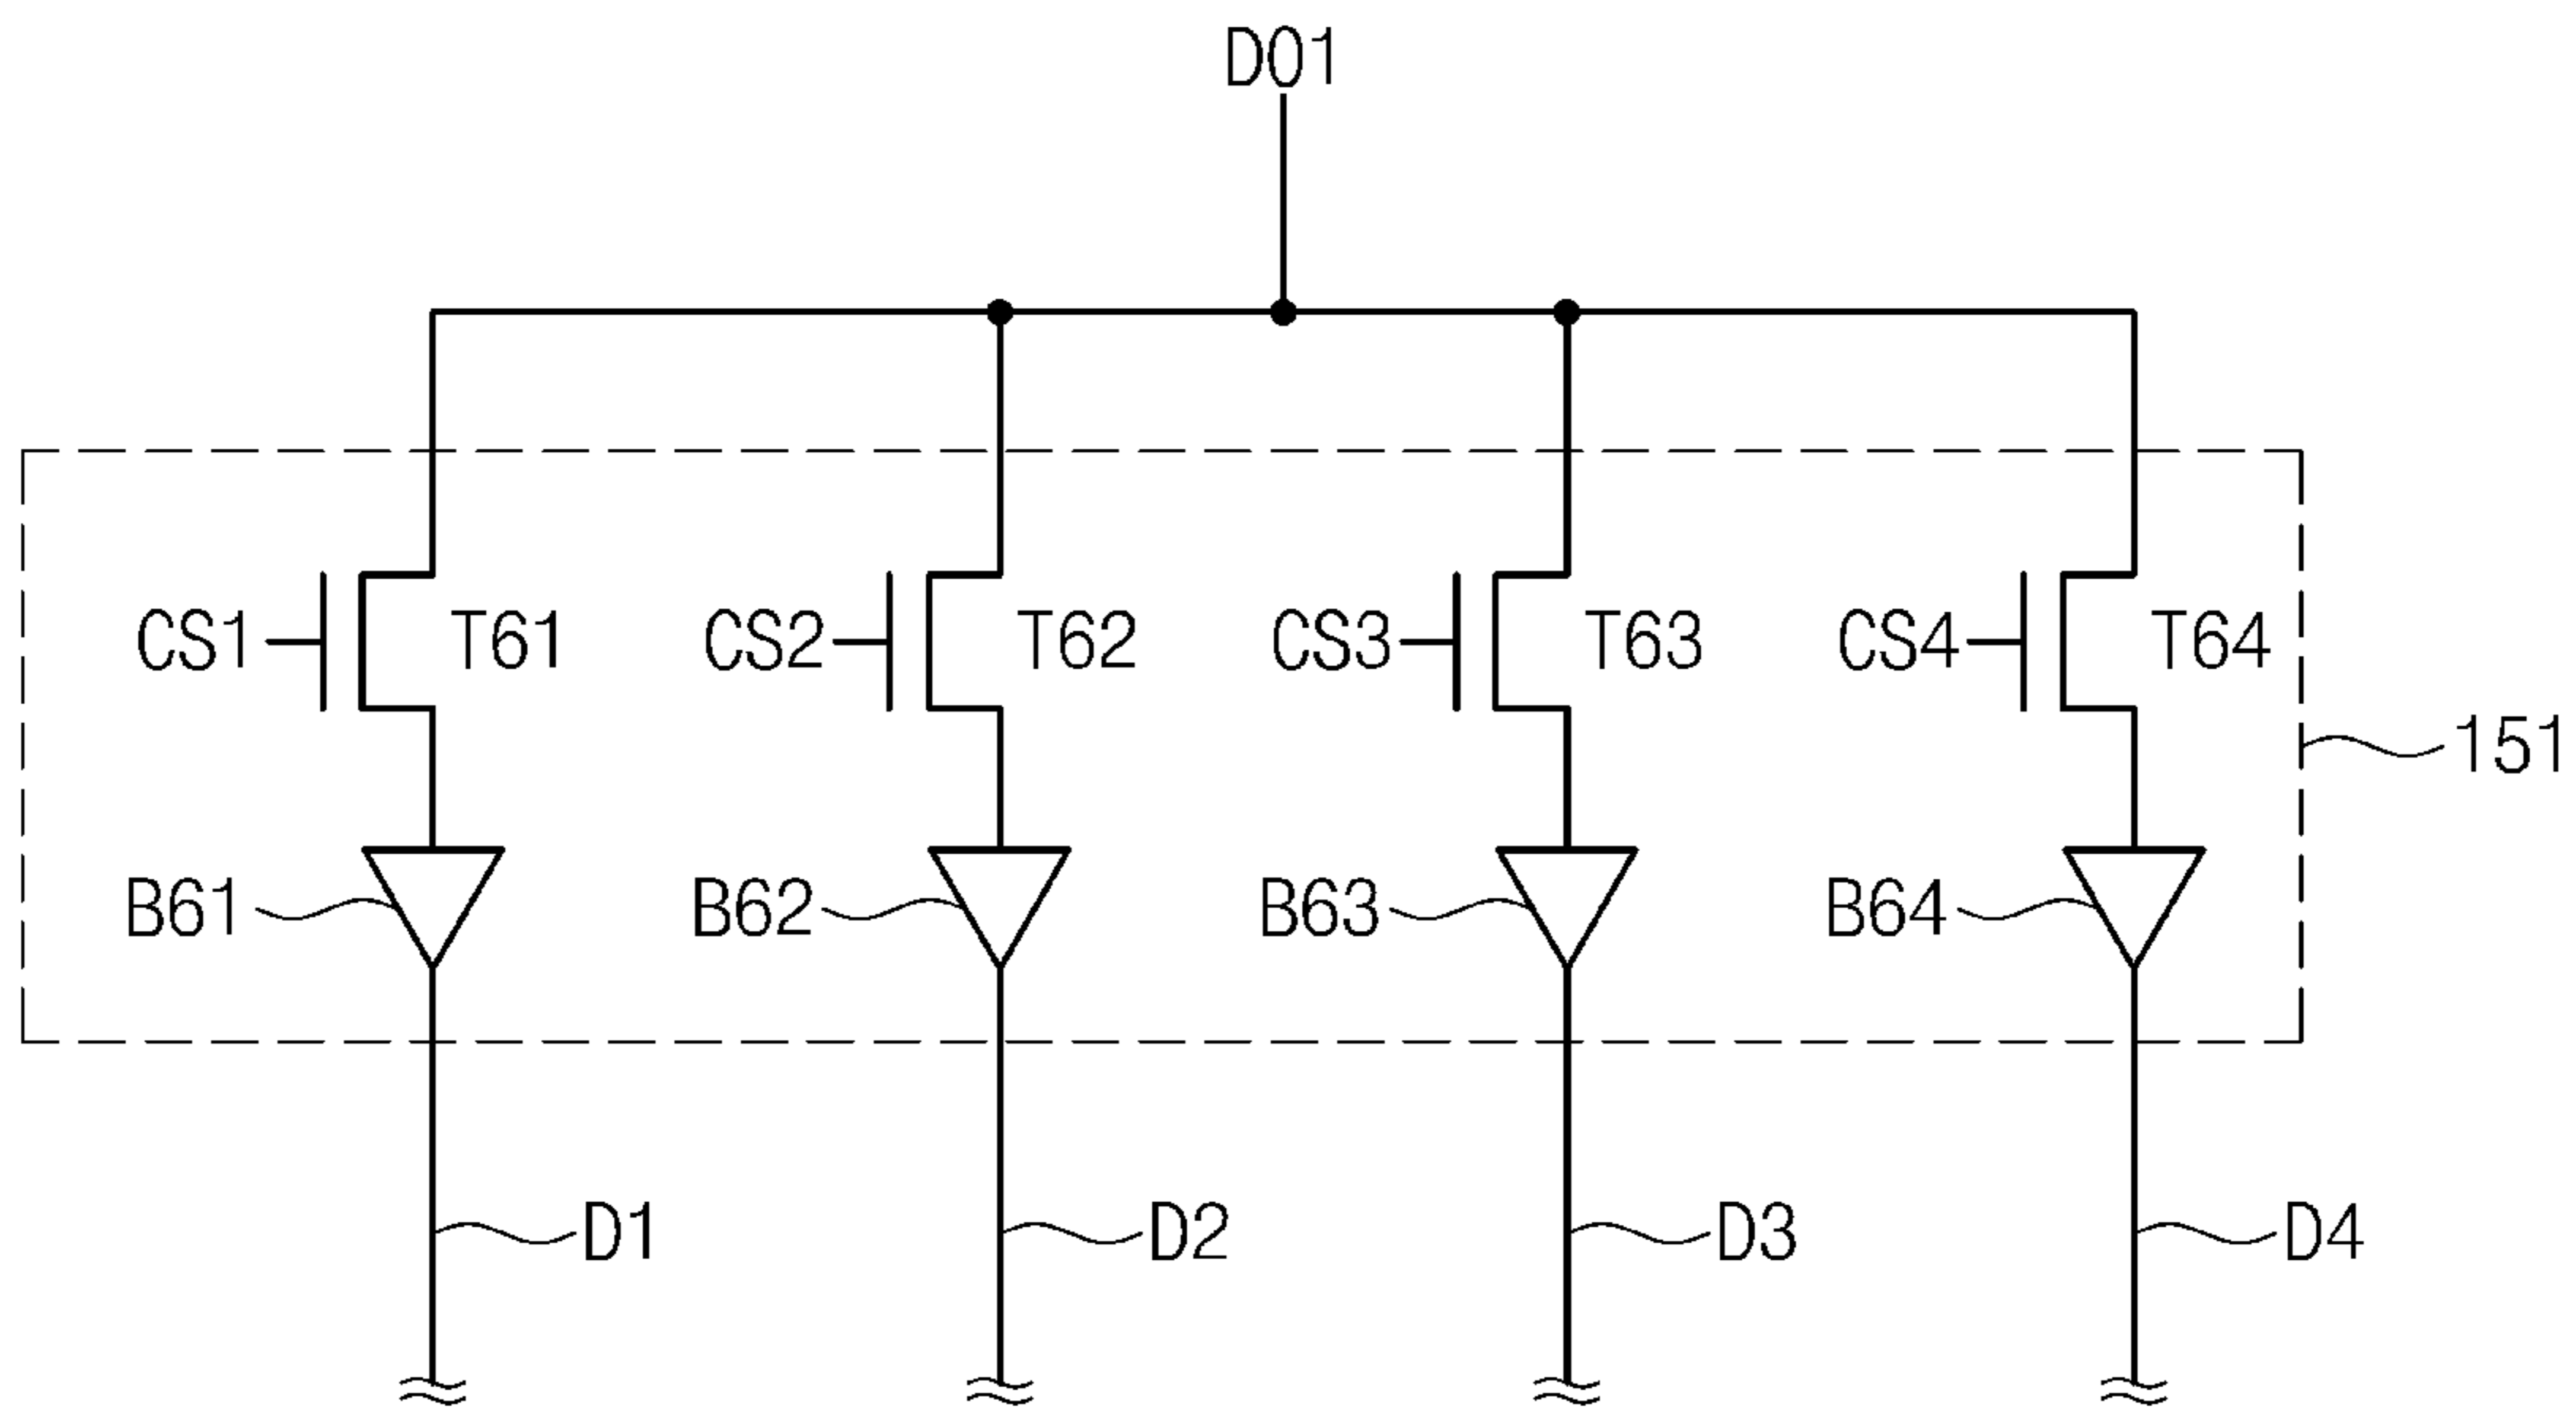 D01
CS1 T61 CS2 T62 CS3 T63 CS4 T64
151
B61 B62 B63 B64
D1 D2 D3 D4